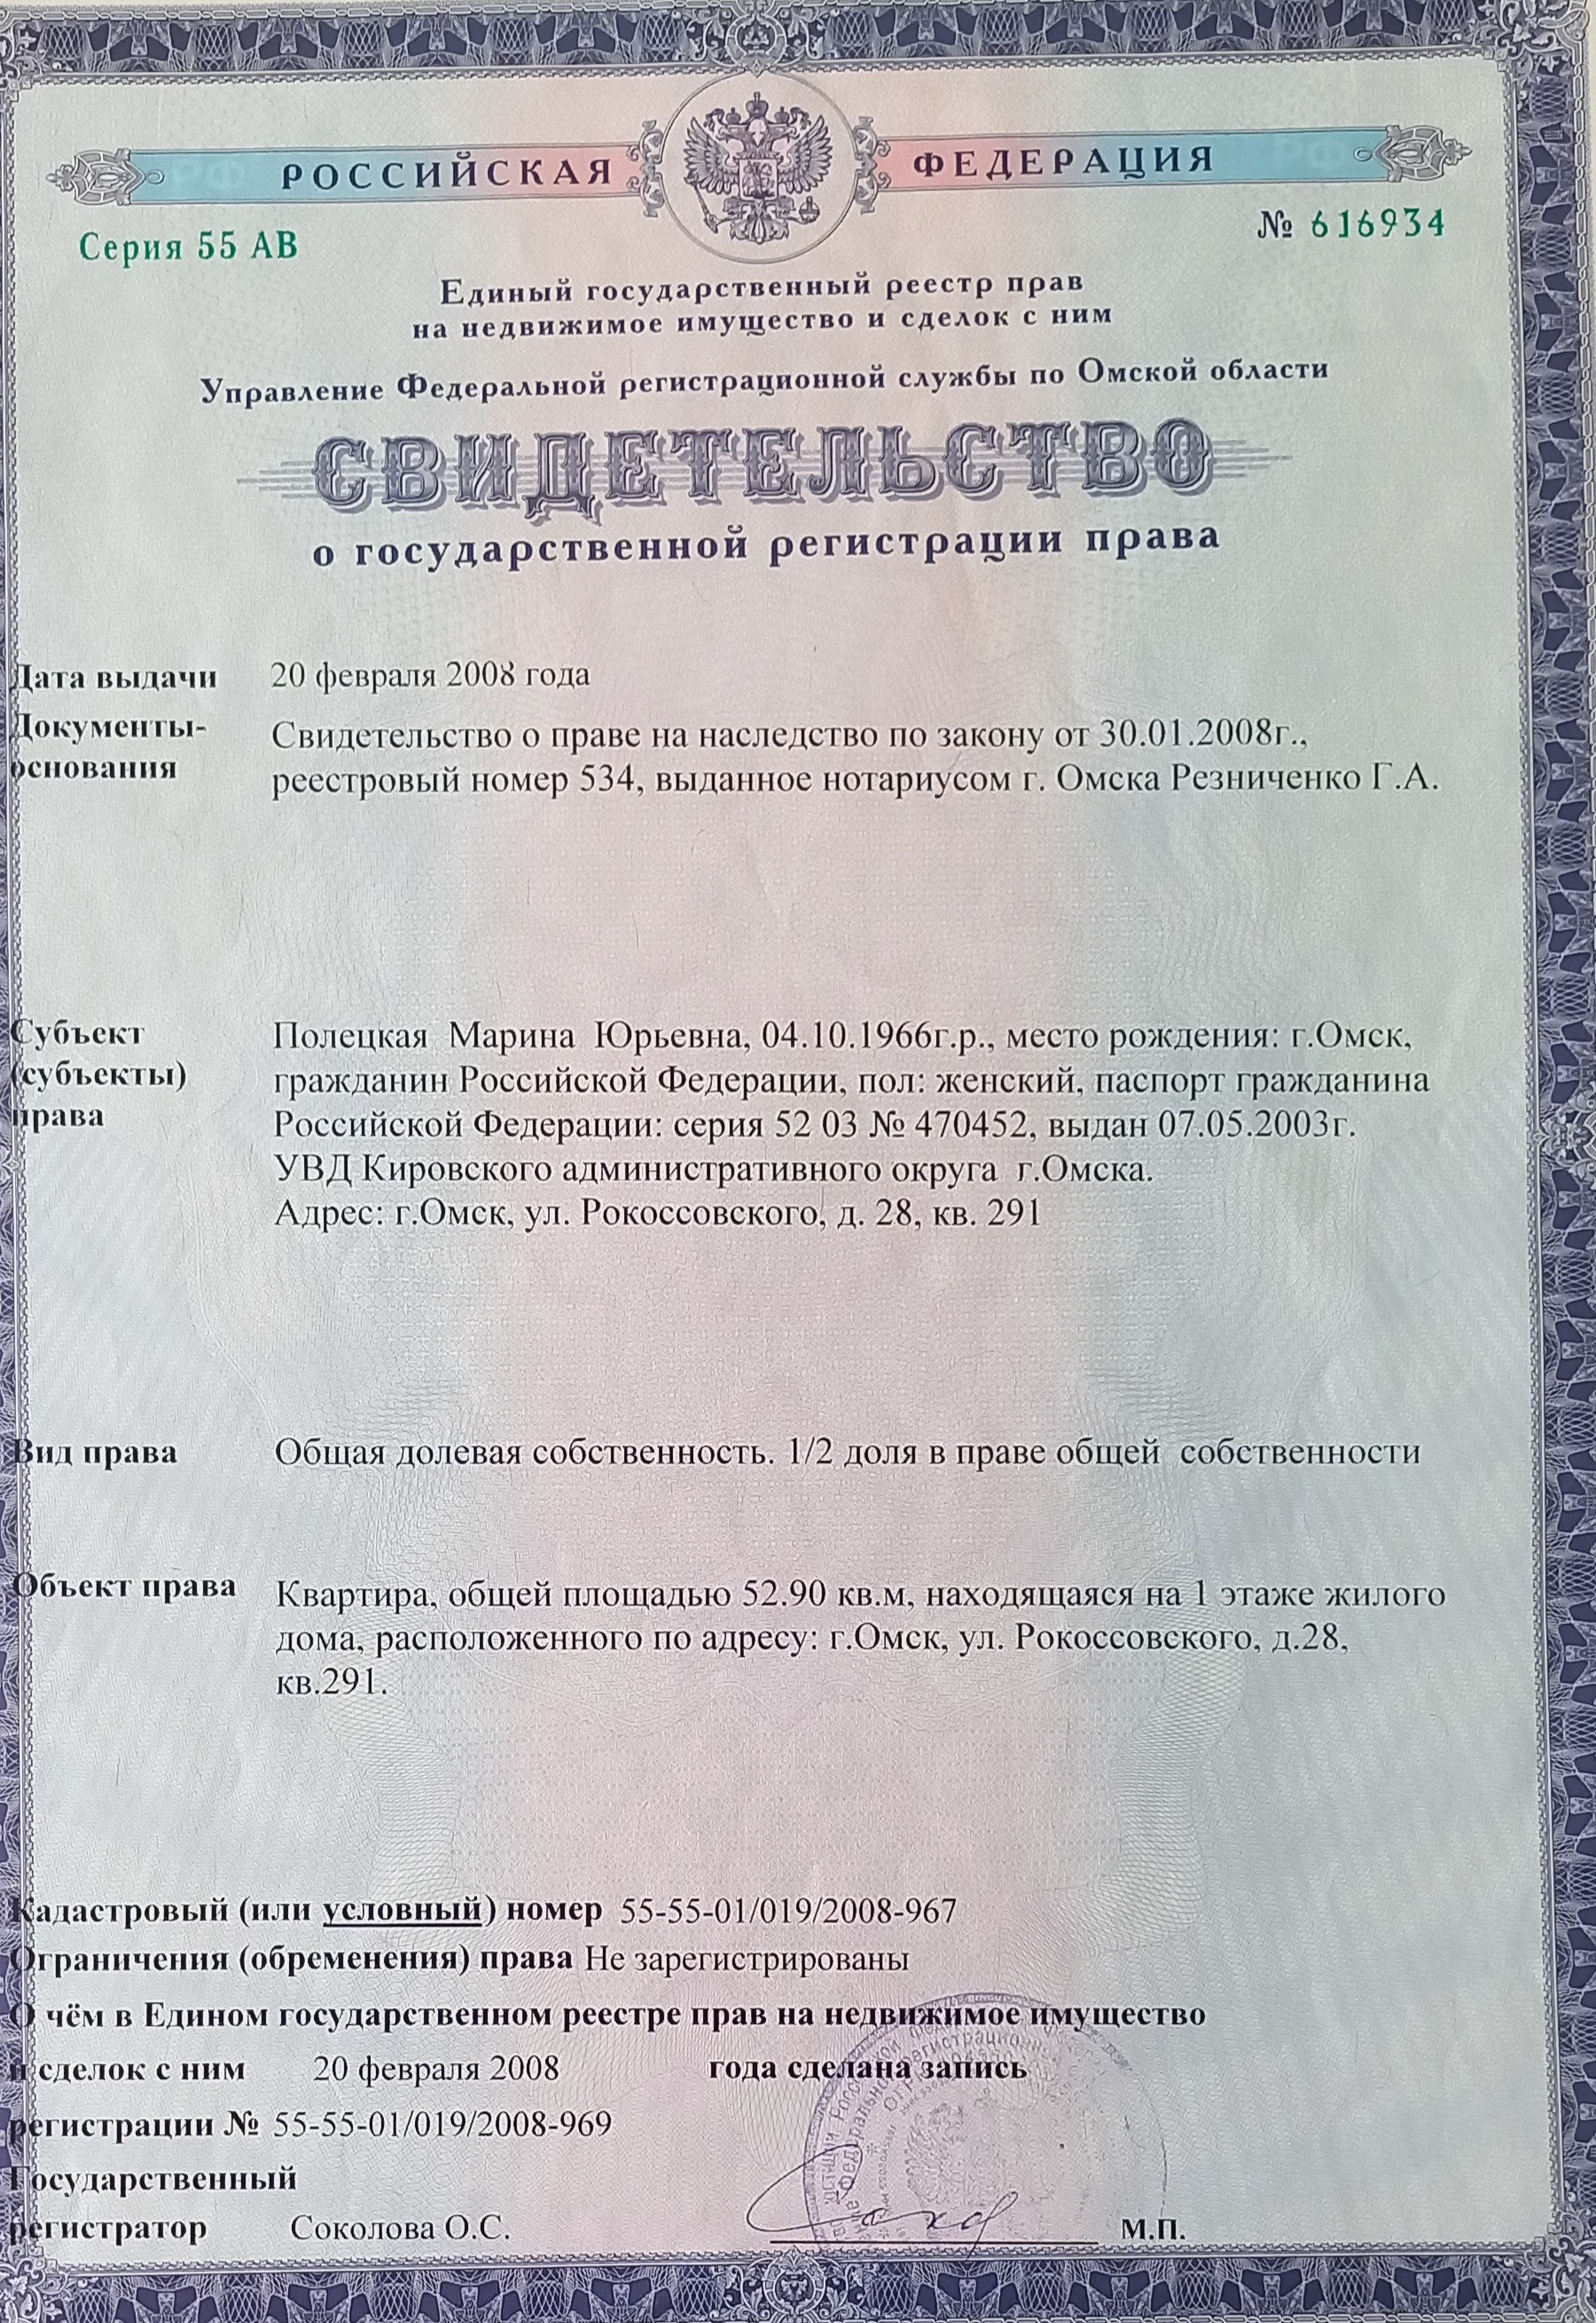 РОССИЙСКАЯ ФЕДЕРАЦИЯ
Серия 55 АВ № 616934
Единый государственный реестр прав
на недвижимое имущество и сделок с ним
Управление Федеральной регистрационной службы по Омской области
СВИДЕТЕЛЬСТВО
о государственной регистрации права
Дата выдачи 20 февраля 2008 года
Документы- Свидетельство о праве на наследство по закону от 30.01.2008г.,
основания реестровый номер 534, выданное нотариусом г. Омска Резниченко Г.А.
Субъект Полецкая Марина Юрьевна, 04.10.1966г.р., место рождения: г.Омск,
(субъекты) гражданин Российской Федерации, пол: женский, паспорт гражданина
права Российской Федерации: серия 52 03 № 470452, выдан 07.05.2003г.
УВД Кировского административного округа г.Омска.
Адрес: г.Омск, ул. Рокоссовского, д. 28, кв. 291
Вид права Общая долевая собственность. 1/2 доля в праве общей собственности
Объект права Квартира, общей площадью 52.90 кв.м, находящаяся на 1 этаже жилого
дома, расположенного по адресу: г.Омск, ул. Рокоссовского, д.28,
кв.291.
Кадастровый (или условный) номер 55-55-01/019/2008-967
Ограничения (обременения) права Не зарегистрированы
О чём в Едином государственном реестре прав на недвижимое имущество
и сделок с ним 20 февраля 2008 года сделана запись
регистрации № 55-55-01/019/2008-969
Государственный
регистратор Соколова О.С. М.П.